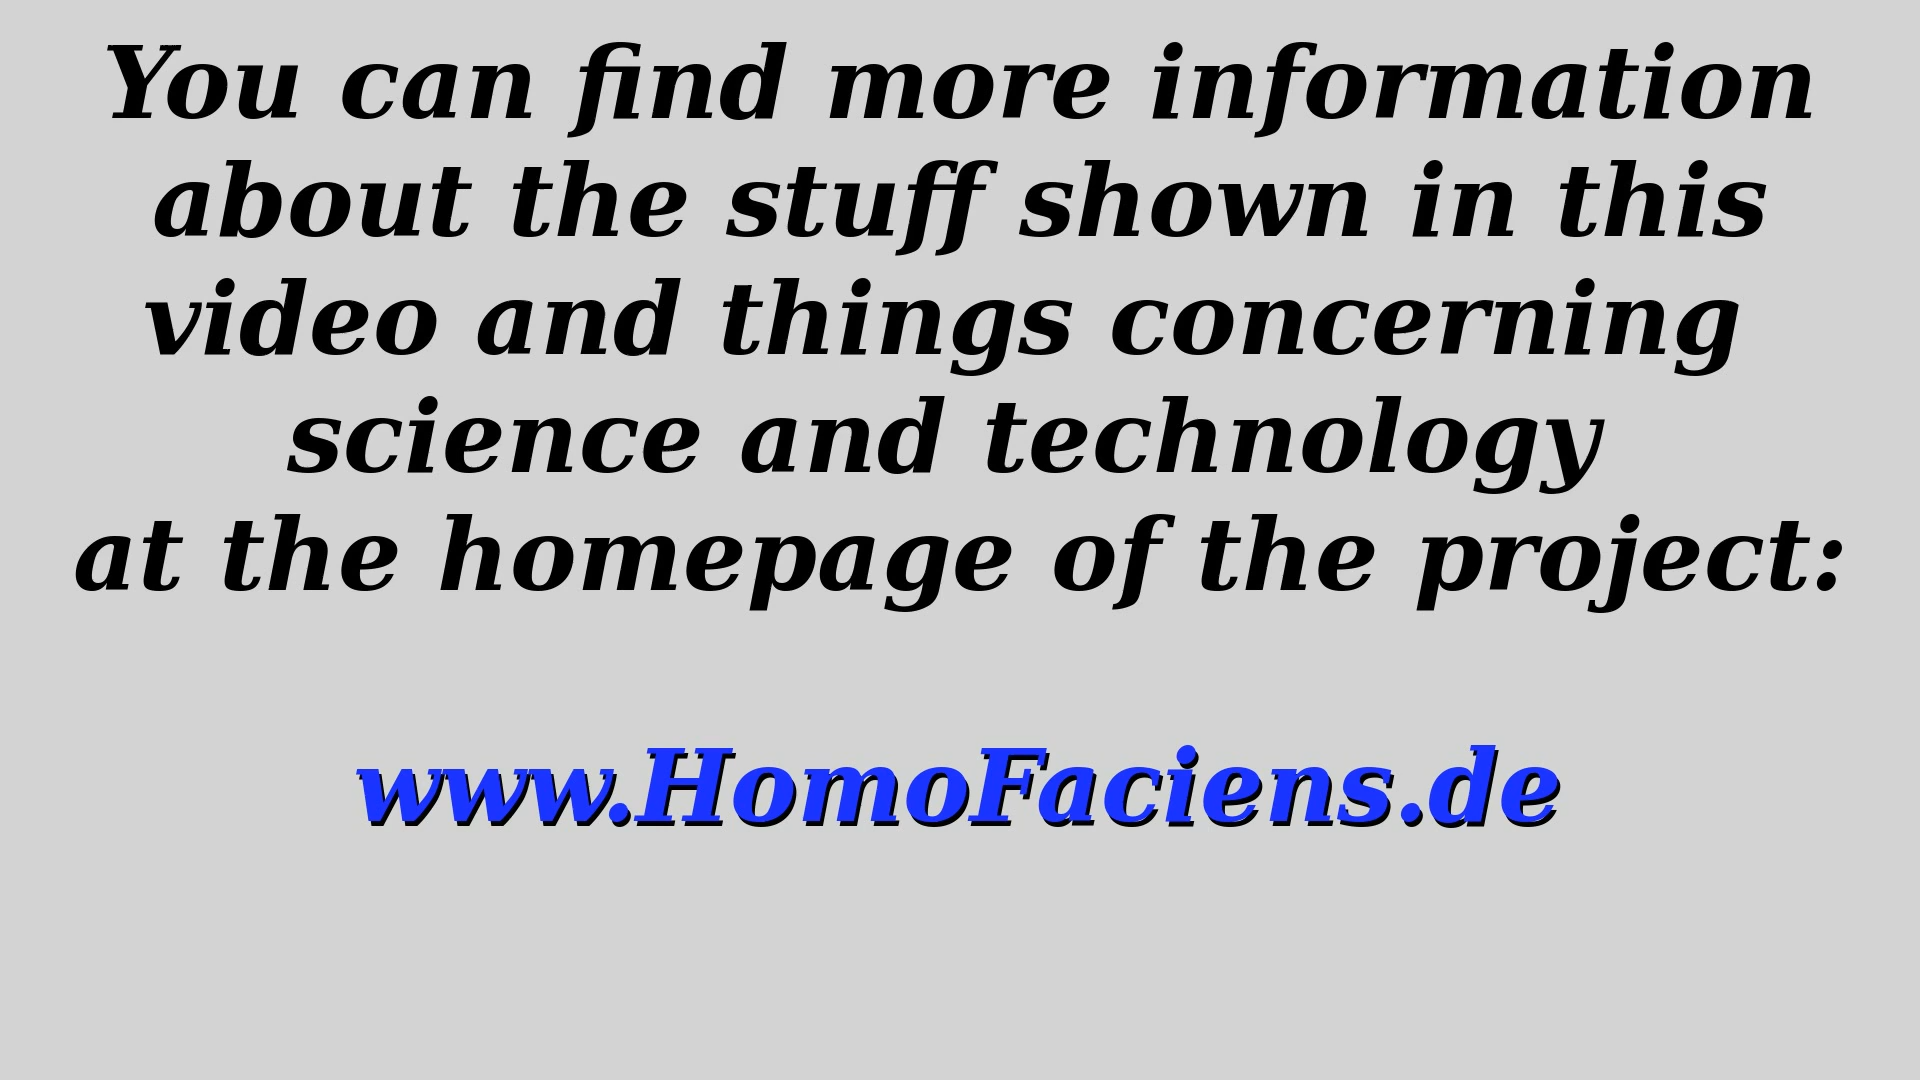 You can find more information
about the stuff shown in this
video and things concerning
science and technology
at the homepage of the project:
www.HomoFaciens.de